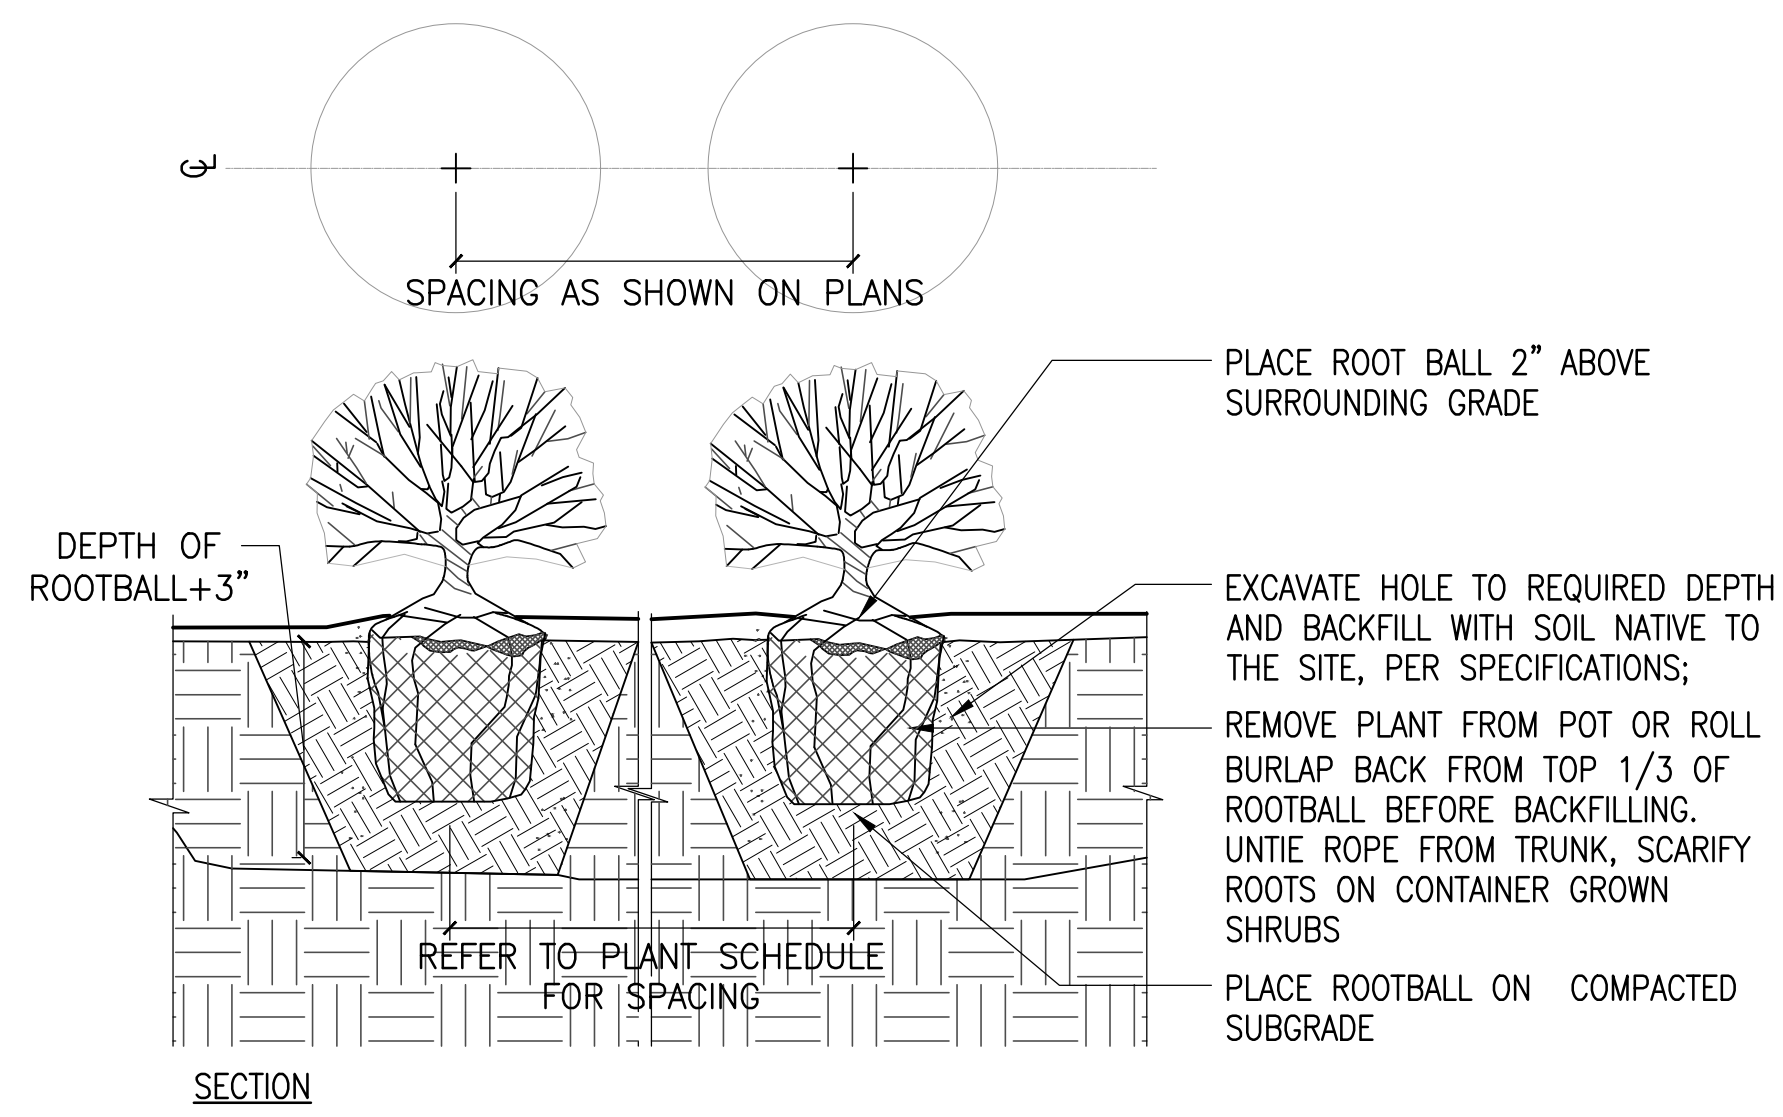 ℄
SPACING AS SHOWN ON PLANS
PLACE ROOT BALL 2” ABOVE
SURROUNDING GRADE
DEPTH OF
ROOTBALL+3”
EXCAVATE HOLE TO REQUIRED DEPTH
AND BACKFILL WITH SOIL NATIVE TO
THE SITE, PER SPECIFICATIONS;
REMOVE PLANT FROM POT OR ROLL
BURLAP BACK FROM TOP 1/3 OF
ROOTBALL BEFORE BACKFILLING.
UNTIE ROPE FROM TRUNK, SCARIFY
ROOTS ON CONTAINER GROWN
SHRUBS
REFER TO PLANT SCHEDULE
FOR SPACING
PLACE ROOTBALL ON COMPACTED
SUBGRADE
SECTION